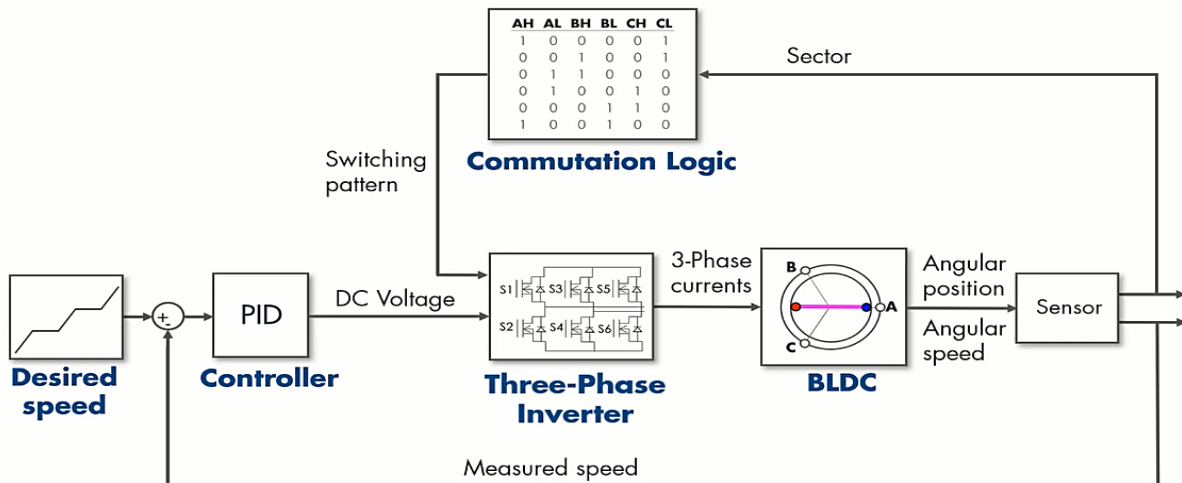 AH AL BH BL CH CL
1 0 0 0 0 1
0 0 1 0 0 1
0 1 1 0 0 0
0 1 0 0 1 0
0 0 0 1 1 0
1 0 0 1 0 0
Commutation Logic
Sector
Switching
pattern
Desired
speed
+
-
PID
Controller
DC Voltage
S1 S3 S5
S2 S4 S6
Three-Phase
Inverter
3-Phase
currents
B
A
C
BLDC
Angular
position
Angular
speed
Sensor
Measured speed